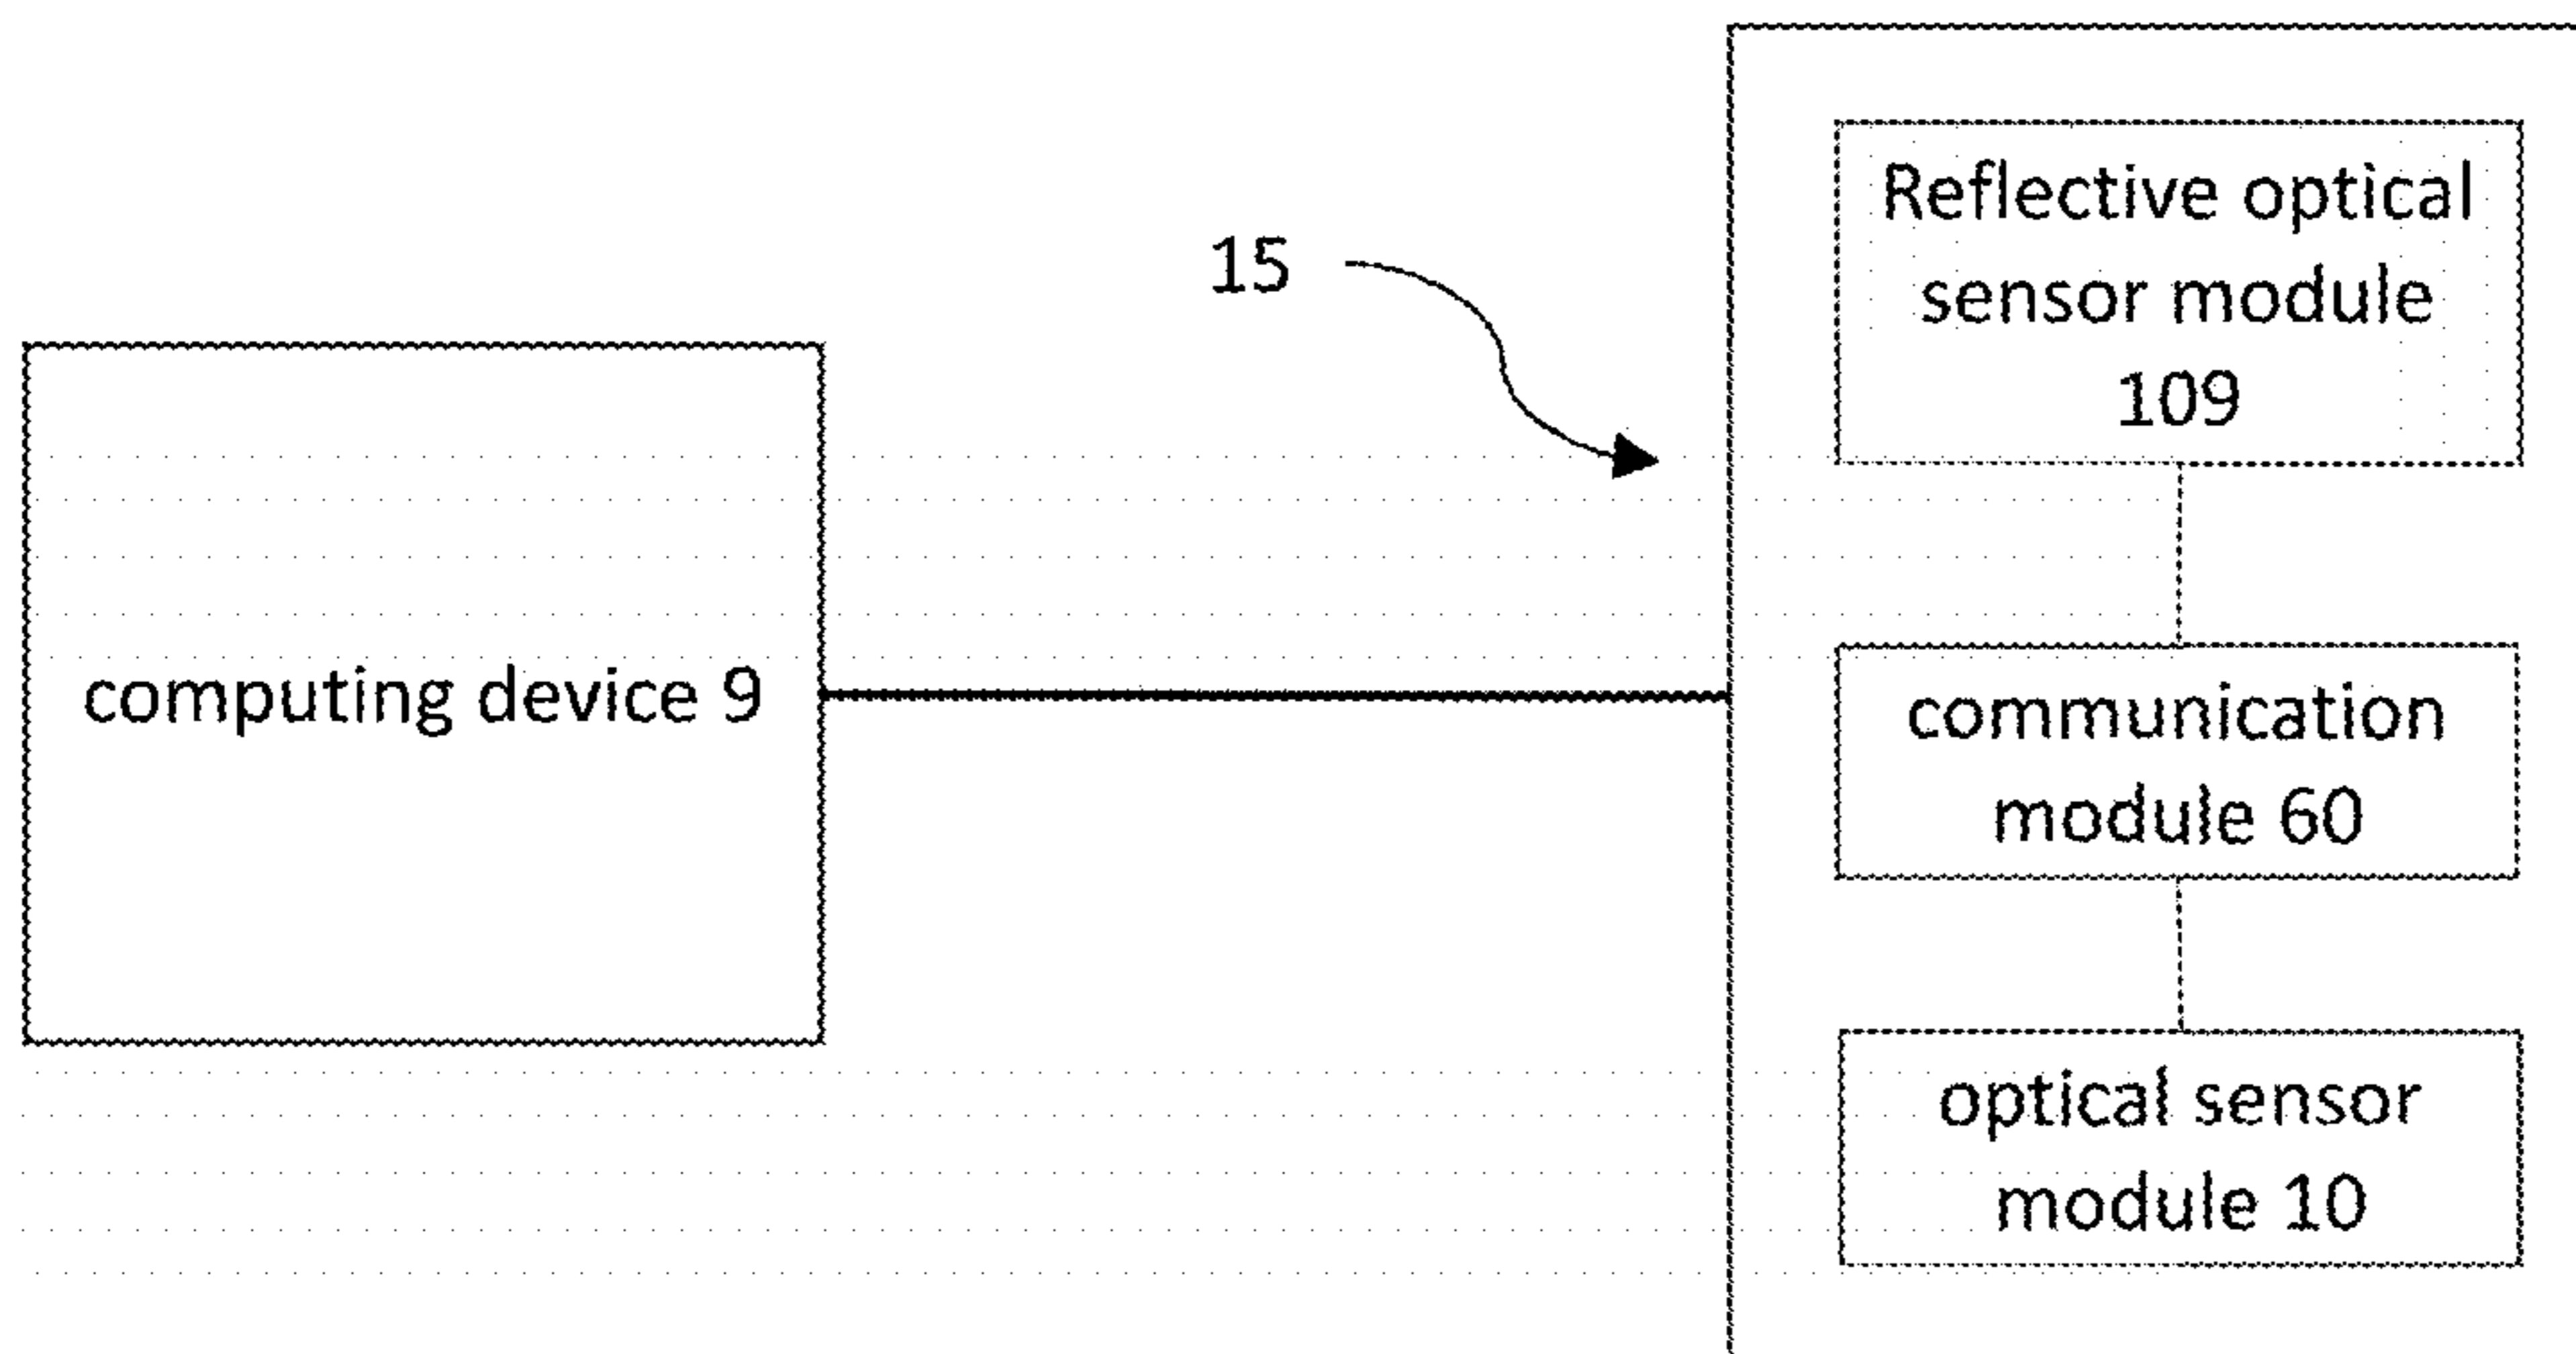 15
Reflective optical
sensor module
109
computing device 9
communication
module 60
optical sensor
module 10